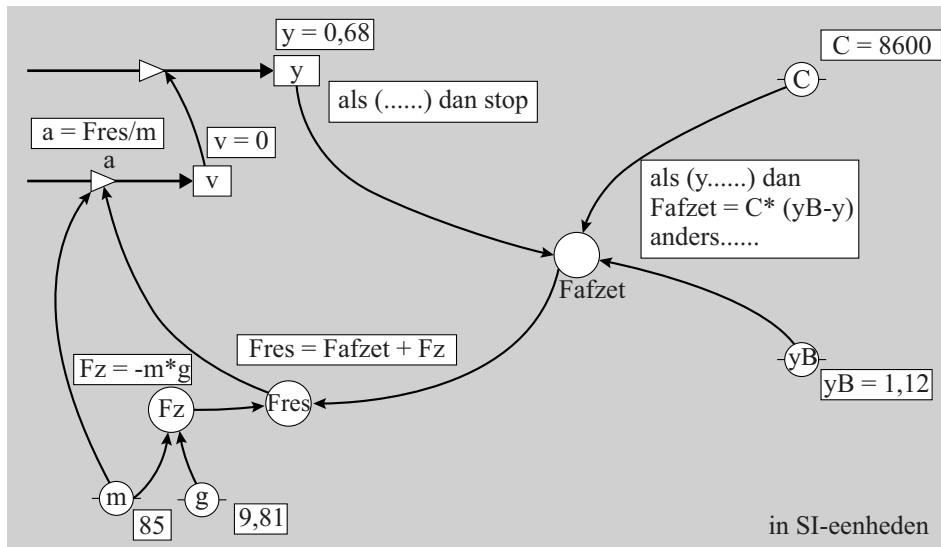 y = 0,68
C = 8600
y
C
als (......) dan stop
a = Fres/m
v = 0
a
v
als (y......) dan
Fafzet = C* (yB-y)
anders......
Fafzet
Fres = Fafzet + Fz
yB
Fz = -m*g
yB = 1,12
Fz
Fres
m
g
85
9,81
in SI-eenheden